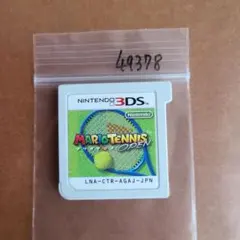 49378
NINTENDO 3DS
Nintendo
MARIO TENNIS
OPEN
LNA-CTR-AGAJ-JPN